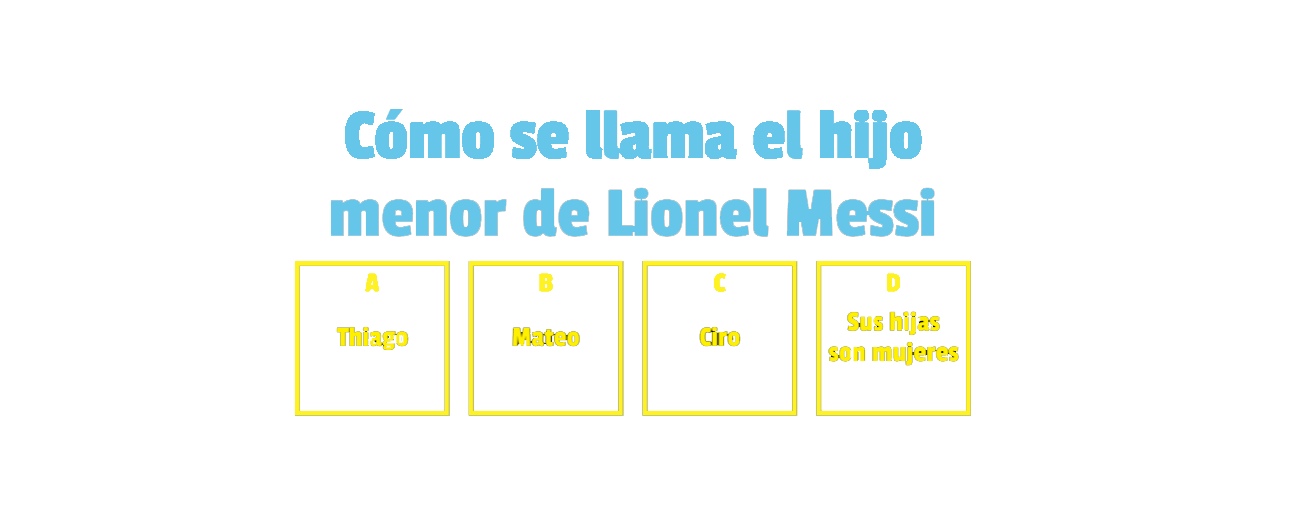 Cómo se llama el hijo
menor de Lionel Messi
A
Thiago
B
Mateo
C
Ciro
D
Sus hijas
son mujeres